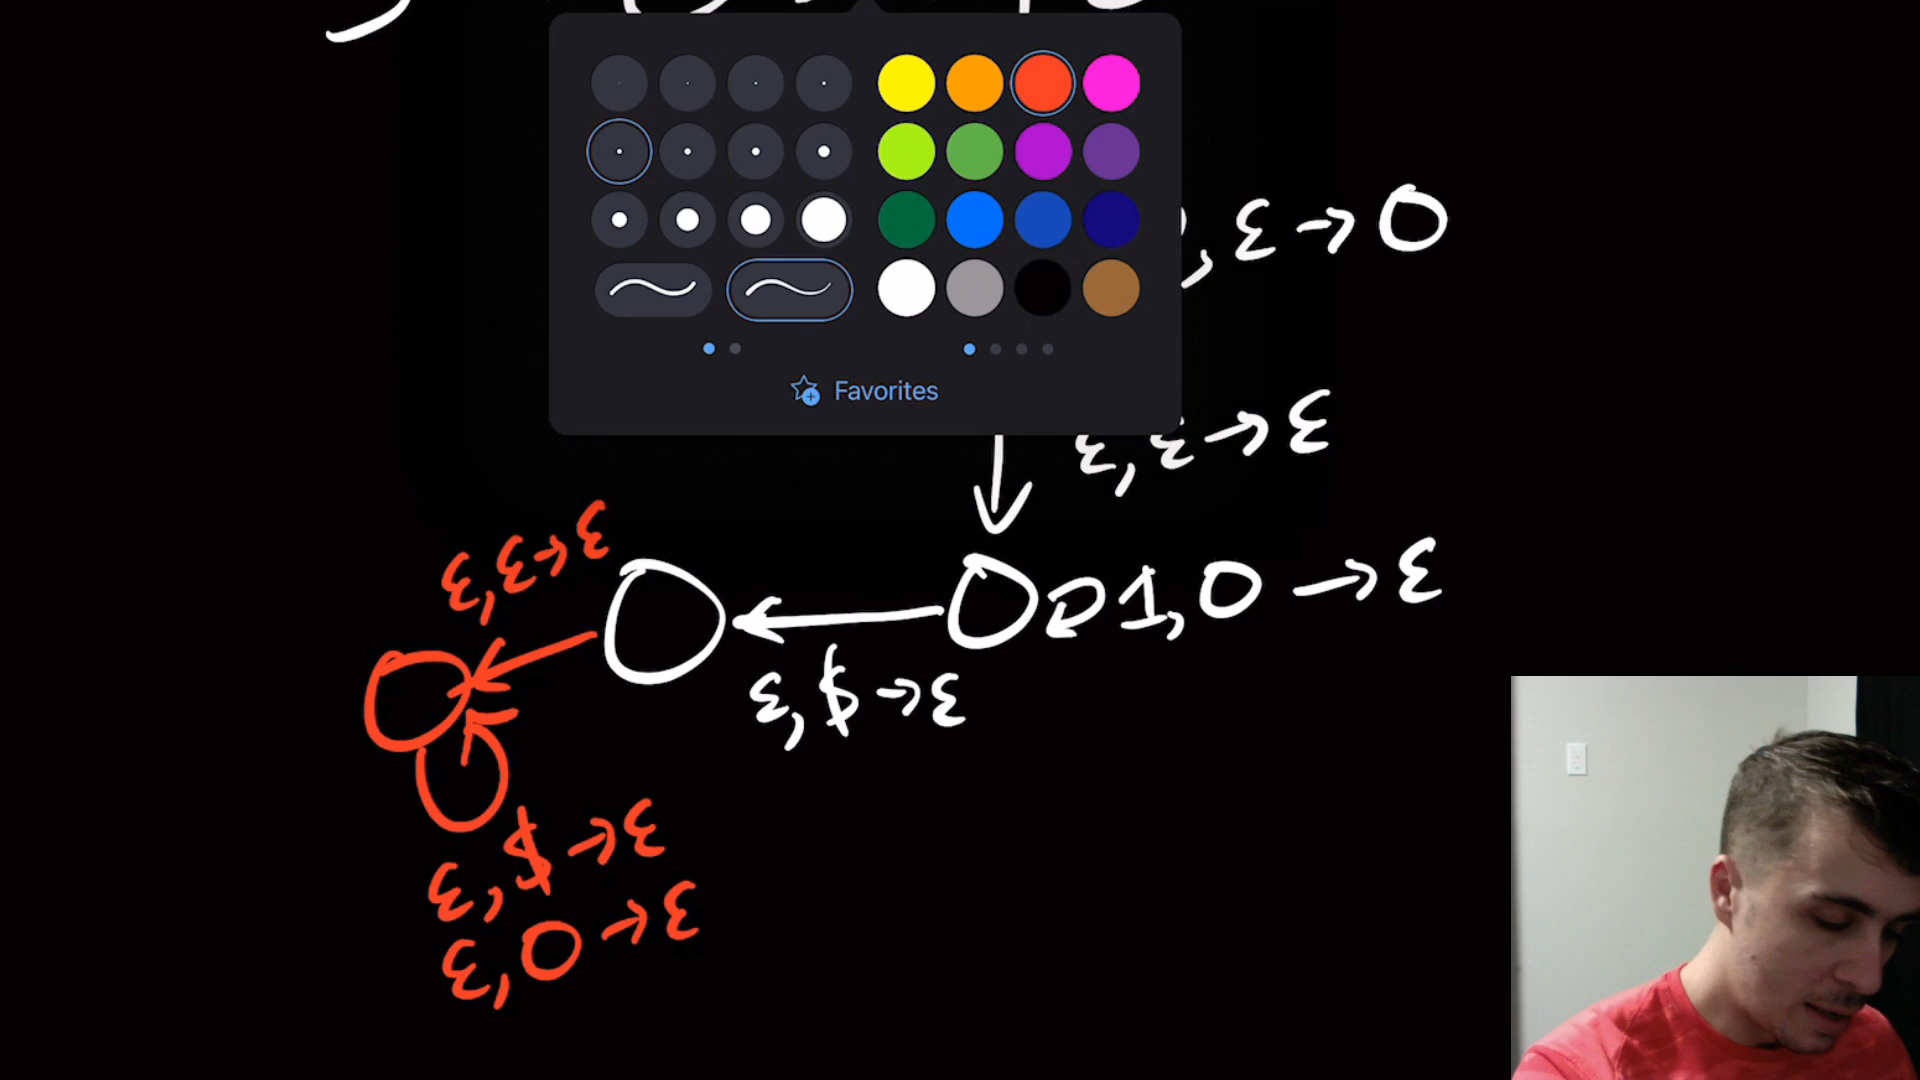 , ε → 0
Favorites
ε, ε → ε
ε, ε → ε
1, 0 → ε
ε, $ → ε
ε, $ → ε
ε, 0 → ε